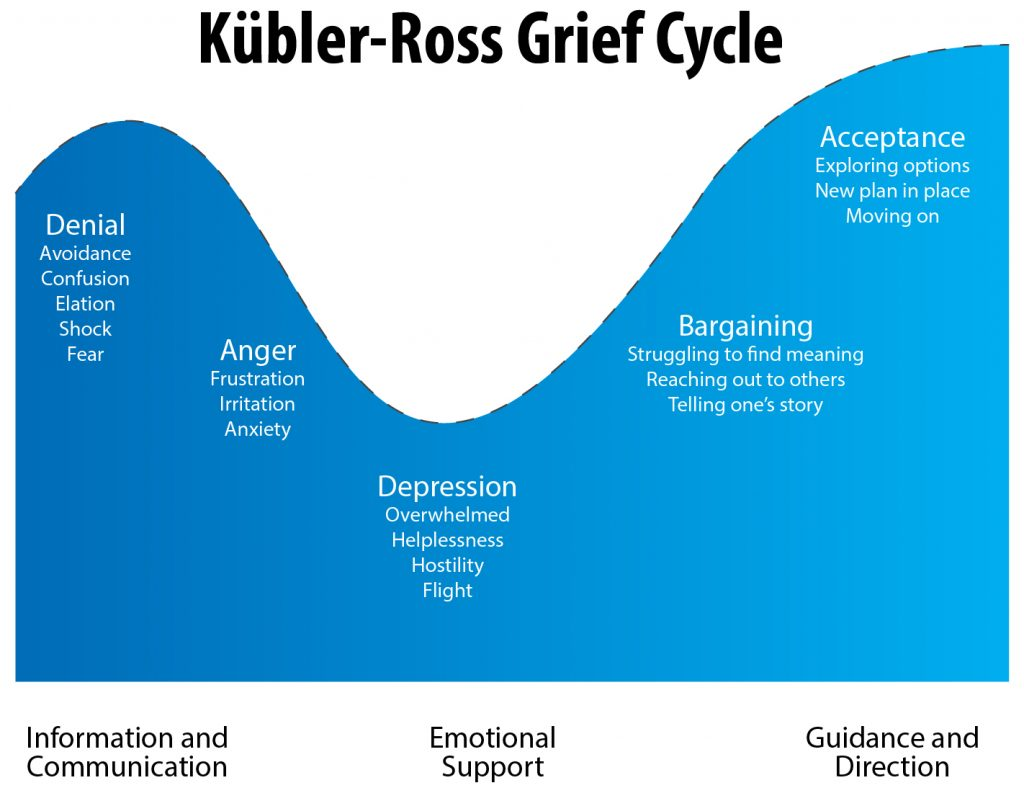 Kübler-Ross Grief Cycle
Denial
Avoidance
Confusion
Elation
Shock
Fear
Anger
Frustration
Irritation
Anxiety
Depression
Overwhelmed
Helplessness
Hostility
Flight
Bargaining
Struggling to find meaning
Reaching out to others
Telling one’s story
Acceptance
Exploring options
New plan in place
Moving on
Information and
Communication
Emotional
Support
Guidance and
Direction